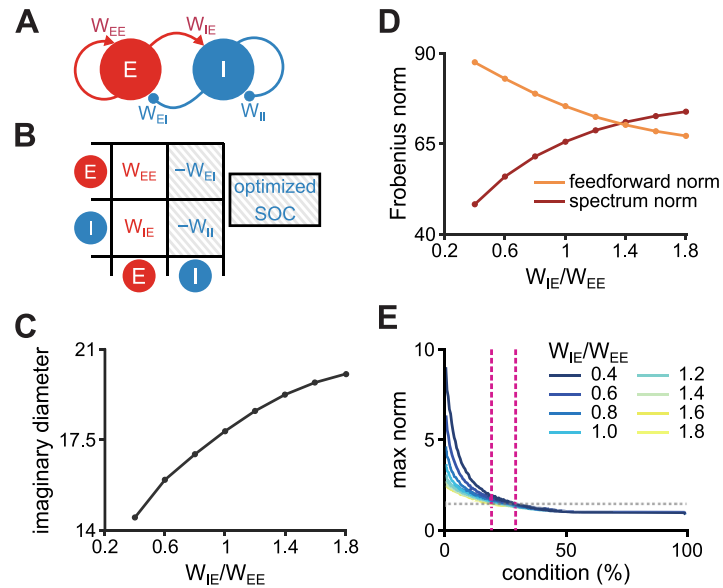 A
W_EE
W_IE
E
I
W_EI
W_II
B
E
W_EE
−W_EI
I
W_IE
−W_II
E
I
optimized
SOC
C
imaginary diameter
21
17.5
14
0.2
0.6
1
1.4
1.8
W_IE/W_EE
D
Frobenius norm
90
65
40
feedforward norm
spectrum norm
0.2
0.6
1
1.4
1.8
W_IE/W_EE
E
max norm
10
5
0
W_IE/W_EE
0.4
0.6
0.8
1.0
1.2
1.4
1.6
1.8
0
50
100
condition (%)